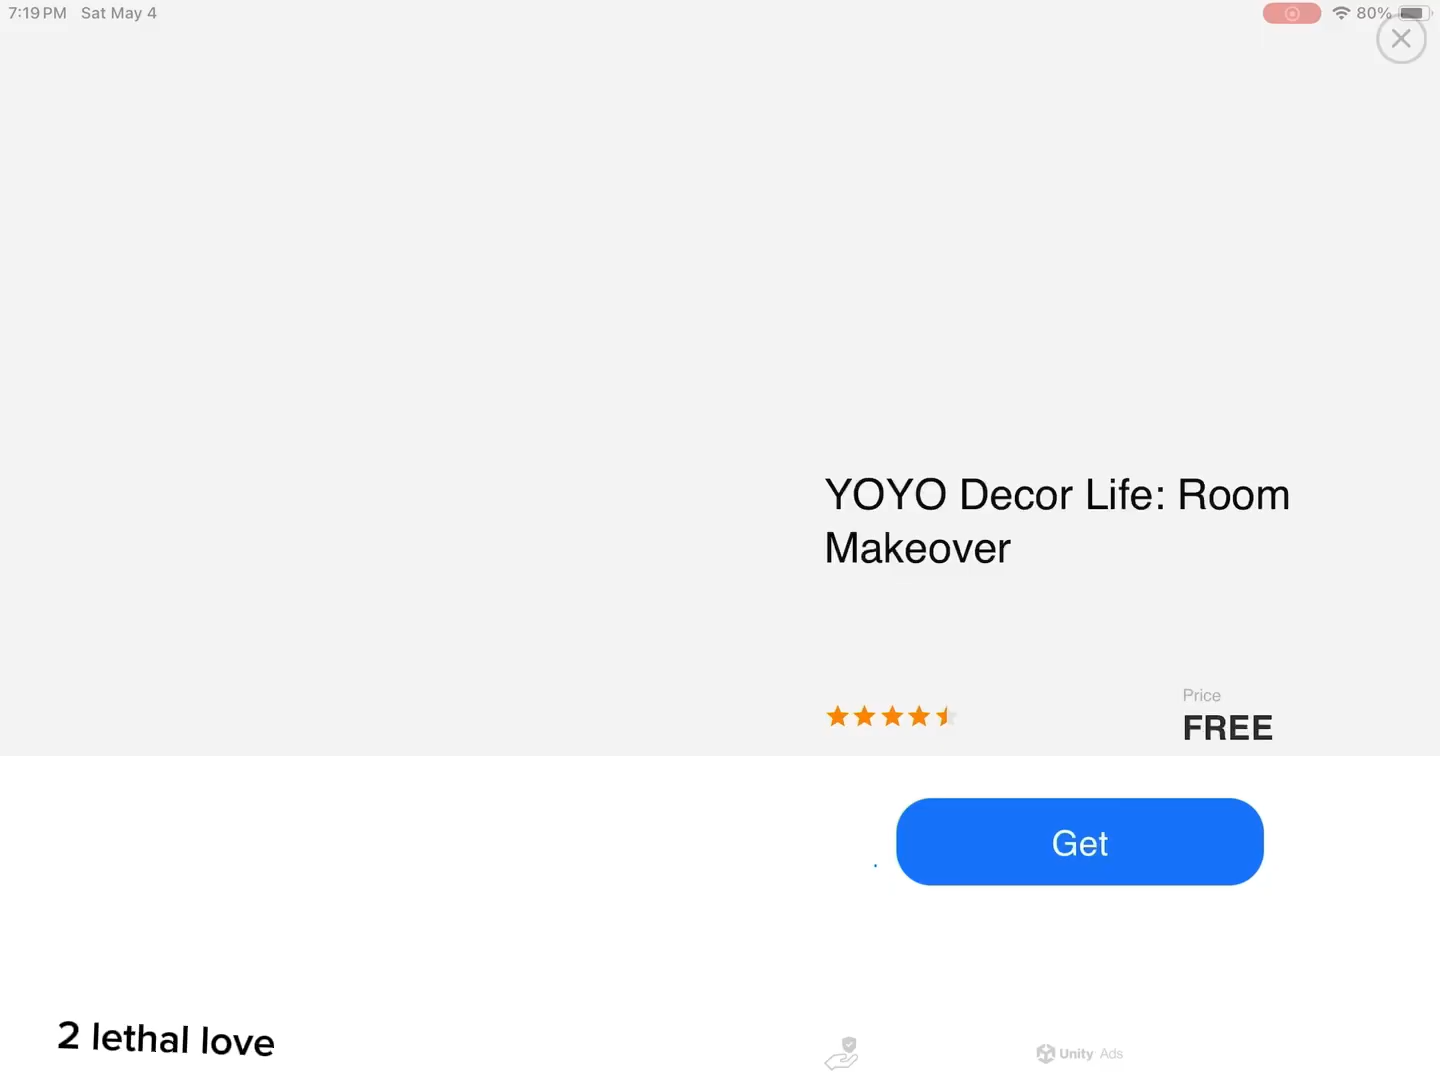 7:19 PM Sat May 4 80%
YOYO Decor Life: Room
Makeover
Price
FREE
Get
2 lethal love
Unity Ads